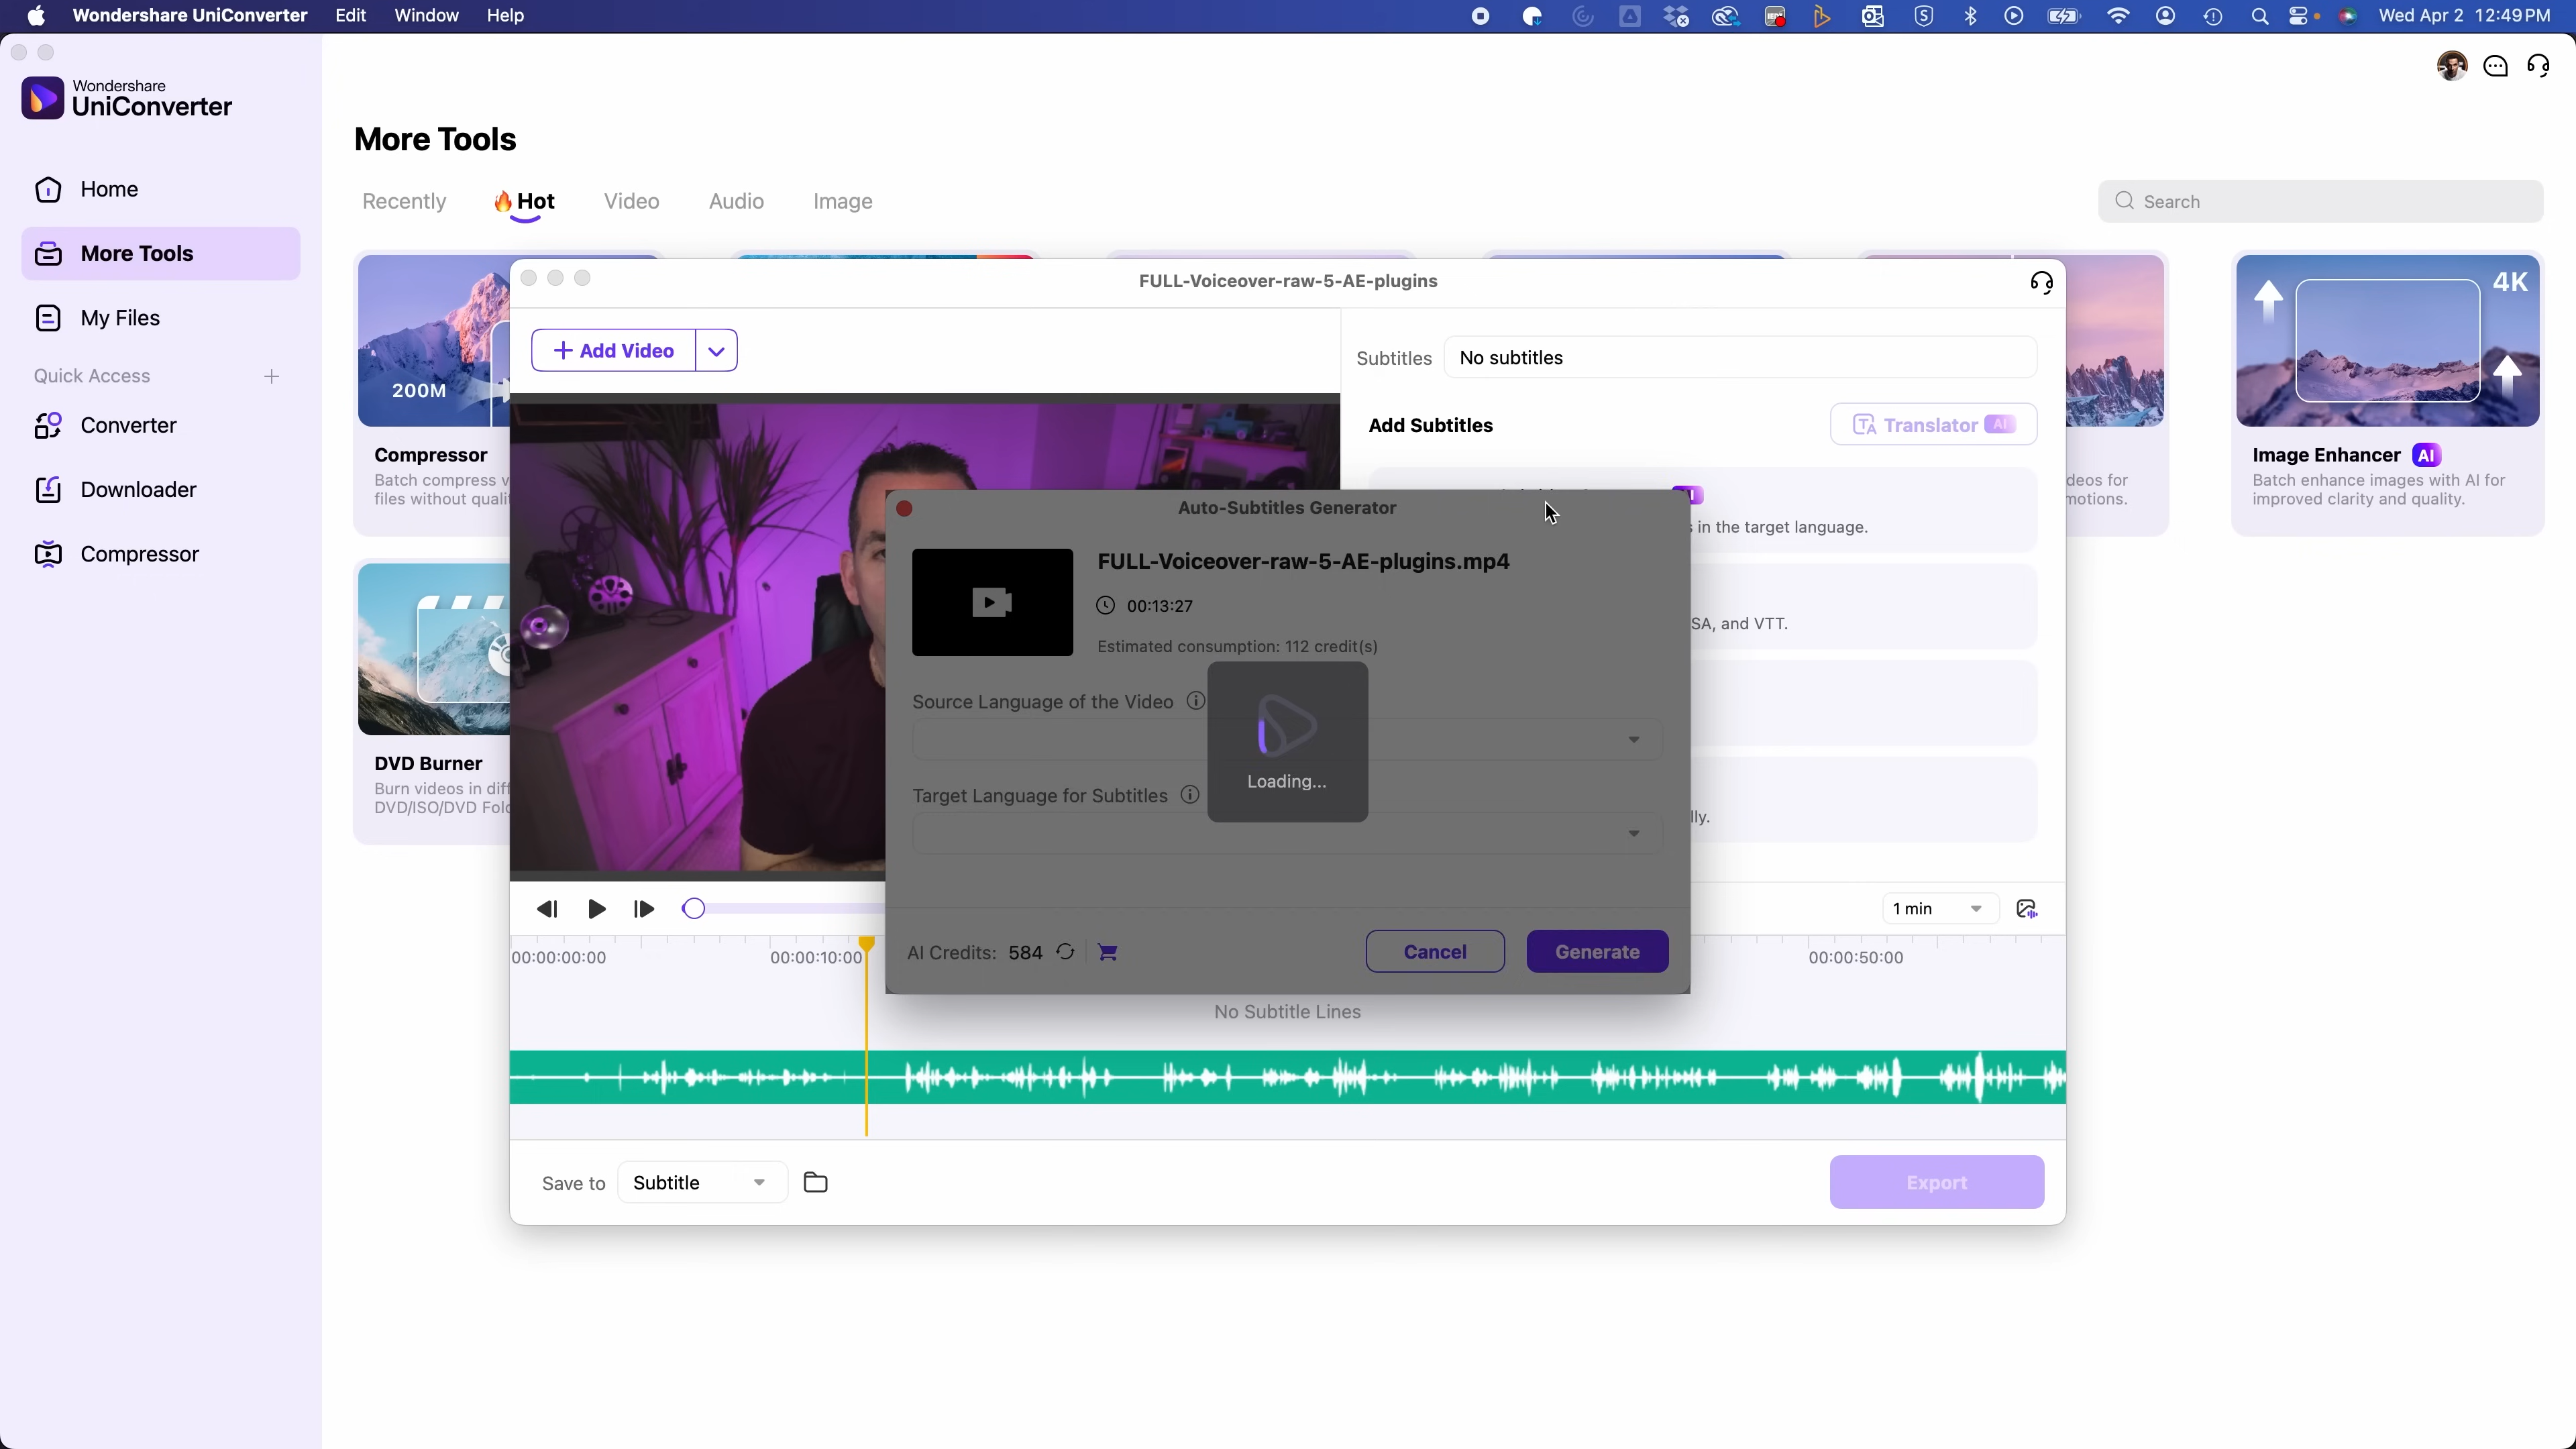 Wondershare UniConverter Edit Window Help
Wed Apr 2 12:49 PM
Wondershare
UniConverter
Home
More Tools
My Files
Quick Access
Converter
Downloader
Compressor
More Tools
Recently Hot Video Audio Image
Search
200M
Compressor
Batch compress v
files without quali
DVD Burner
Burn videos in diff
DVD/ISO/DVD Fol
4K
Image Enhancer AI
Batch enhance images with AI for
improved clarity and quality.
deos for
motions.
FULL-Voiceover-raw-5-AE-plugins
Add Video
Subtitles No subtitles
Add Subtitles
Translator AI
s in the target language.
SA, and VTT.
lly.
Auto-Subtitles Generator
FULL-Voiceover-raw-5-AE-plugins.mp4
00:13:27
Estimated consumption: 112 credit(s)
Source Language of the Video
Loading...
Target Language for Subtitles
AI Credits: 584
Cancel
Generate
1 min
00:00:00:00
00:00:10:00
00:00:50:00
No Subtitle Lines
Save to Subtitle
Export